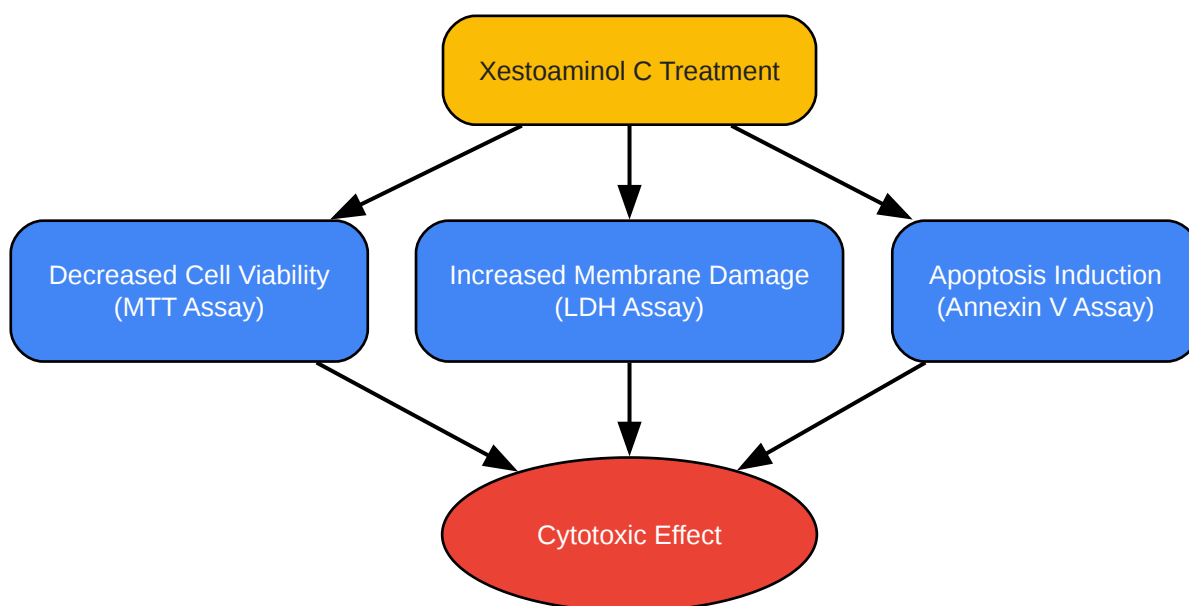 Xestoaminol C Treatment
Decreased Cell Viability
(MTT Assay)
Increased Membrane Damage
(LDH Assay)
Apoptosis Induction
(Annexin V Assay)
Cytotoxic Effect